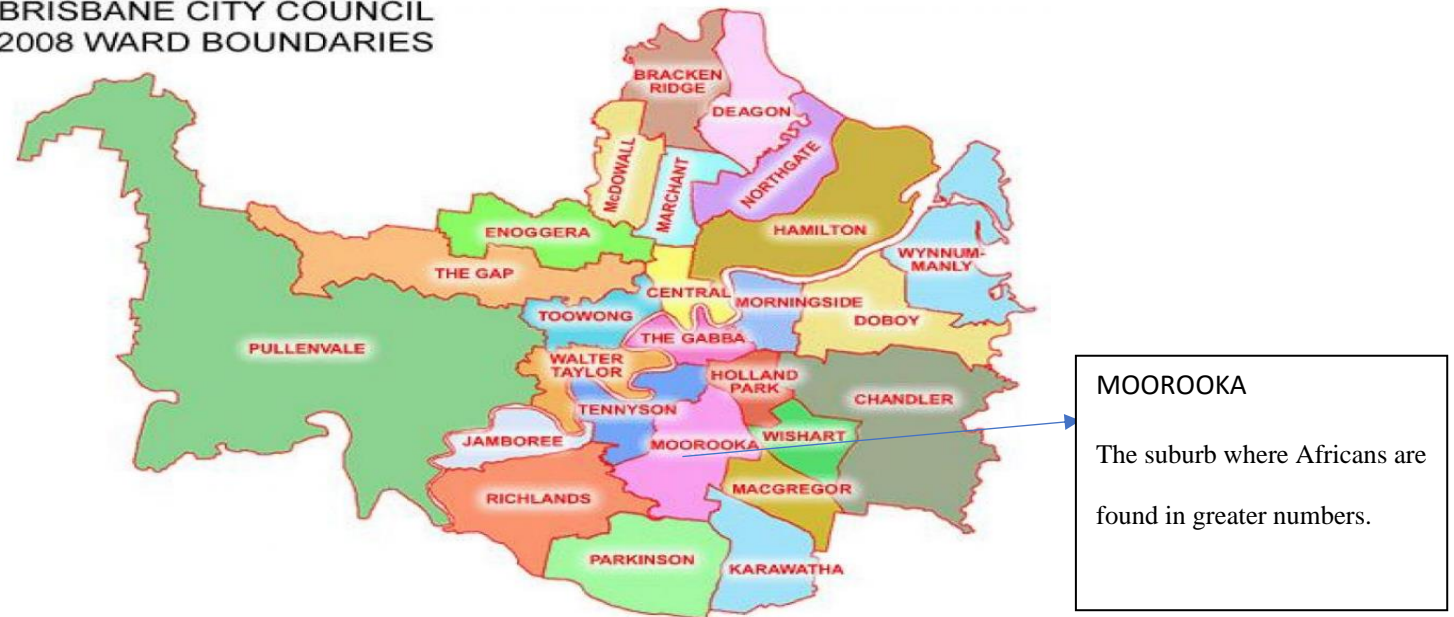 BRISBANE CITY COUNCIL
2008 WARD BOUNDARIES
BRACKEN
RIDGE
DEAGON
McDOWALL
MARCHANT
NORTHGATE
ENOGGERA
HAMILTON
THE GAP
WYNNUM-
MANLY
CENTRAL
MORNINGSIDE
TOOWONG
DOBOY
THE GABBA
PULLENVALE
WALTER
TAYLOR
HOLLAND
PARK
CHANDLER
TENNYSON
JAMBOREE
MOOROOKA
WISHART
RICHLANDS
MACGREGOR
PARKINSON
KARAWATHA
MOOROOKA
The suburb where Africans are
found in greater numbers.